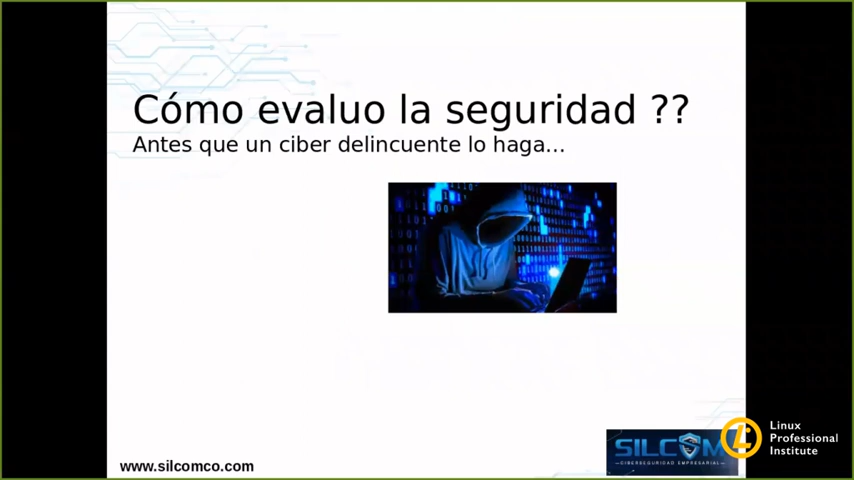 Cómo evaluo la seguridad ??
Antes que un ciber delincuente lo haga...
www.silcomco.com
SILCOM
CIBERSEGURIDAD EMPRESARIAL
Linux
Professional
Institute